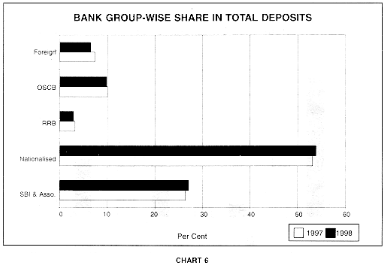 BANK GROUP-WISE SHARE IN TOTAL DEPOSITS
Foreign
OSCB
RRB
Nationalised
SBI & Asso.
0 10 20 30 40 50 60
Per Cent
1997 1998
CHART 6